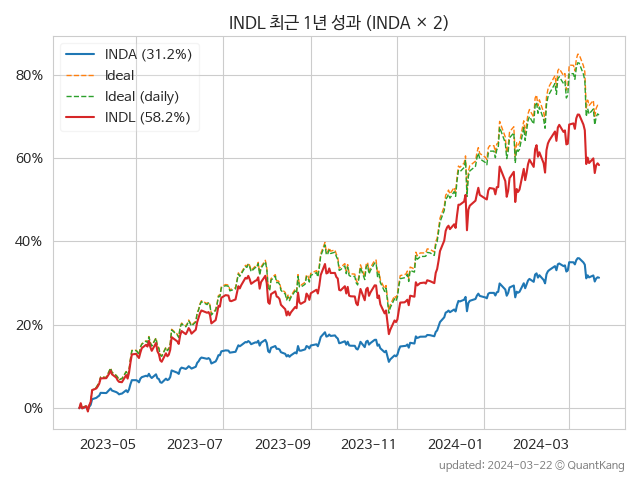 INDL 최근 1년 성과 (INDA × 2)
INDA (31.2%)
Ideal
Ideal (daily)
INDL (58.2%)
80%
60%
40%
20%
0%
2023-05 2023-07 2023-09 2023-11 2024-01 2024-03
updated: 2024-03-22 © QuantKang